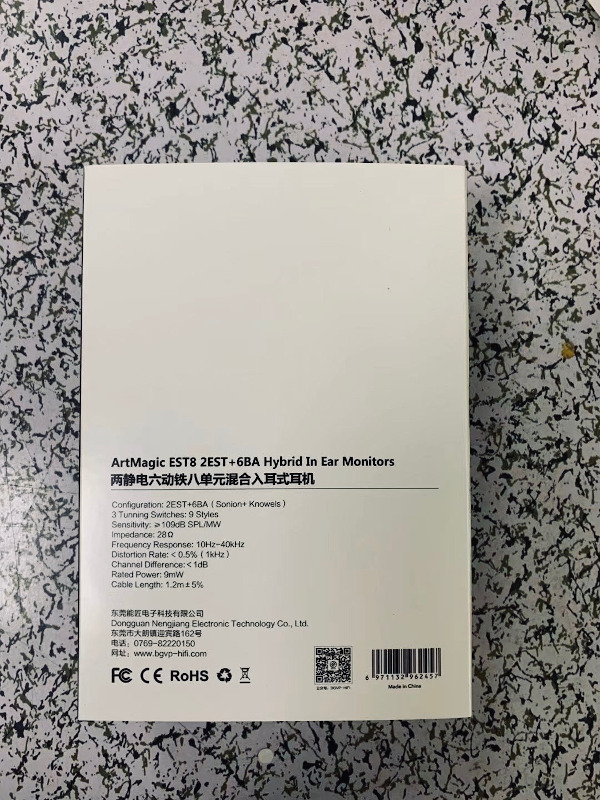 ArtMagic EST8 2EST+6BA Hybrid In Ear Monitors
两静电六动铁八单元混合入耳式耳机
Configuration: 2EST+6BA ( Sonion+ Knowels )
3 Tunning Switches: 9 Styles
Sensitivity: ≥109dB SPL/MW
Impedance: 28Ω
Frequency Response: 10Hz-40kHz
Distortion Rate: < 0.5% ( 1kHz )
Channel Difference: < 1dB
Rated Power: 9mW
Cable Length: 1.2m ± 5%
东莞能匠电子科技有限公司
Dongguan Nengjiang Electronic Technology Co., Ltd.
东莞市大朗镇迎宾路162号
电话: 0769-82220150
网址: www.bgvp-hifi.com
FC CE RoHS
BGVP-HiFi
6 971132 962457
Made in China